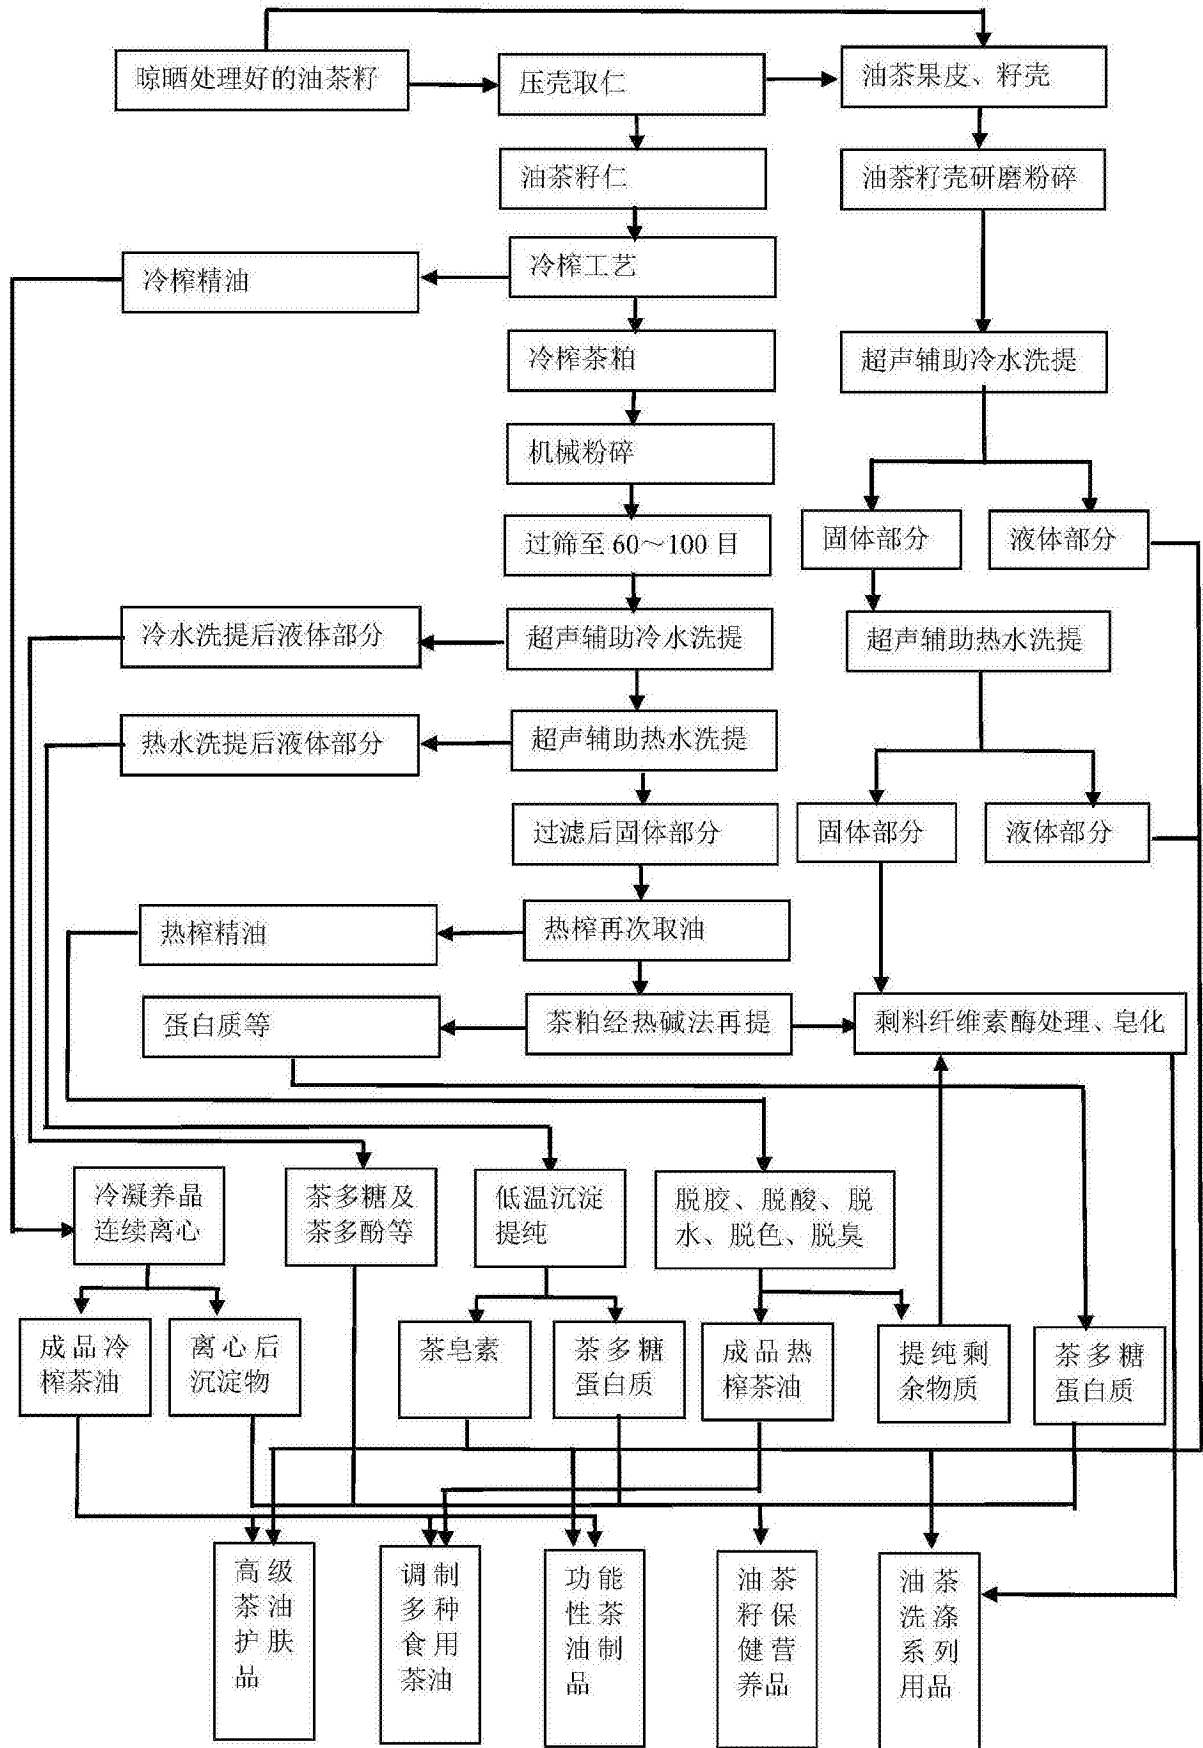 晾晒处理好的油茶籽
压壳取仁
油茶果皮、籽壳
油茶籽仁
油茶籽壳研磨粉碎
冷榨精油
冷榨工艺
冷榨茶粕
超声辅助冷水洗提
机械粉碎
过筛至 60～100 目
固体部分
液体部分
冷水洗提后液体部分
超声辅助冷水洗提
超声辅助热水洗提
热水洗提后液体部分
超声辅助热水洗提
过滤后固体部分
固体部分
液体部分
热榨精油
热榨再次取油
蛋白质等
茶粕经热碱法再提
剩料纤维素酶处理、皂化
冷凝养晶
连续离心
茶多糖及
茶多酚等
低温沉淀
提纯
脱胶、脱酸、脱
水、脱色、脱臭
成品冷
榨茶油
离心后
沉淀物
茶皂素
茶多糖
蛋白质
成品热
榨茶油
提纯剩
余物质
茶多糖
蛋白质
高级
茶油
护肤
品
调制
多种
食用
茶油
功能
性茶
油制
品
油茶
籽保
健营
养品
油茶
洗涤
系列
用品